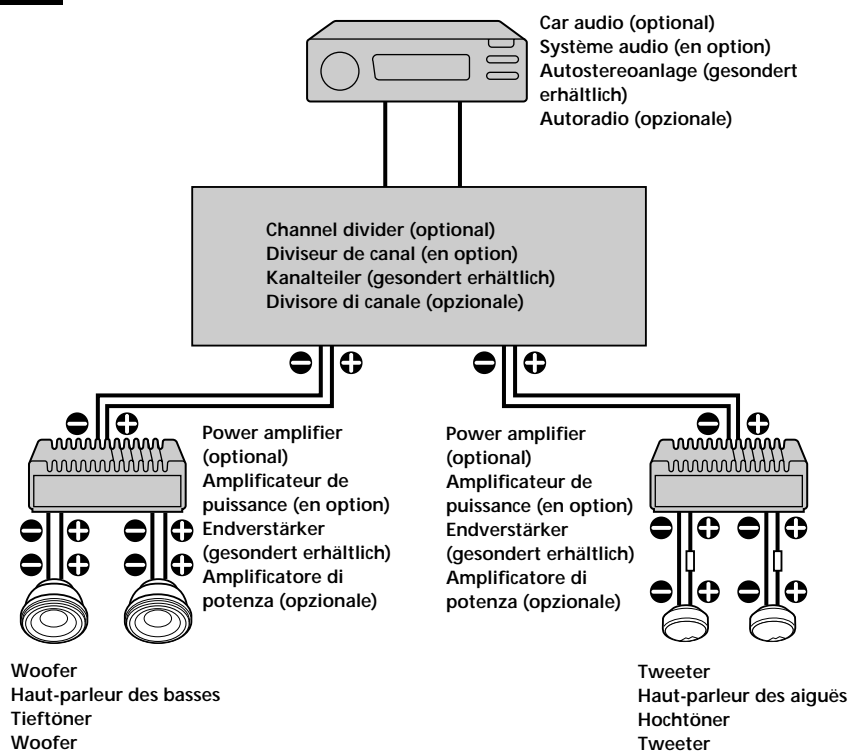 Car audio (optional)
Système audio (en option)
Autostereoanlage (gesondert
erhältlich)
Autoradio (opzionale)
Channel divider (optional)
Diviseur de canal (en option)
Kanalteiler (gesondert erhältlich)
Divisore di canale (opzionale)
Power amplifier
(optional)
Amplificateur de
puissance (en option)
Endverstärker
(gesondert erhältlich)
Amplificatore di
potenza (opzionale)
Power amplifier
(optional)
Amplificateur de
puissance (en option)
Endverstärker
(gesondert erhältlich)
Amplificatore di
potenza (opzionale)
Woofer
Haut-parleur des basses
Tieftöner
Woofer
Tweeter
Haut-parleur des aiguës
Hochtöner
Tweeter